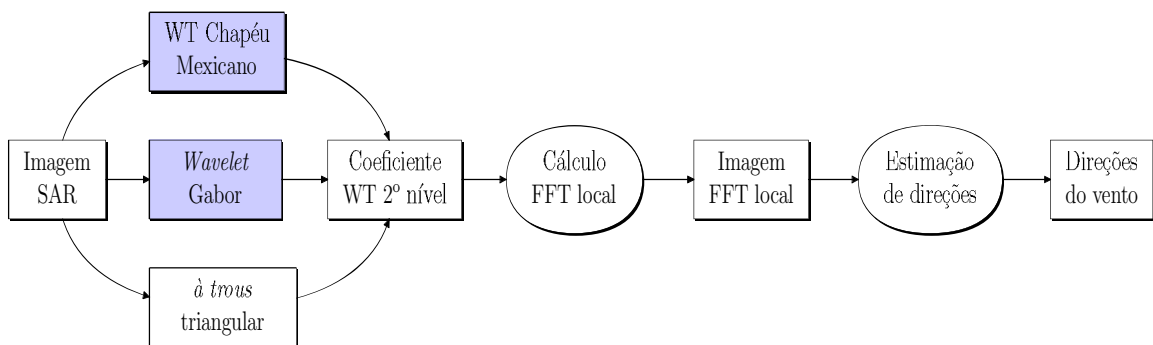 WT Chapéu
Mexicano
Imagem
SAR
Wavelet
Gabor
à trous
triangular
Coeficiente
WT 2º nível
Cálculo
FFT local
Imagem
FFT local
Estimação
de direções
Direções
do vento